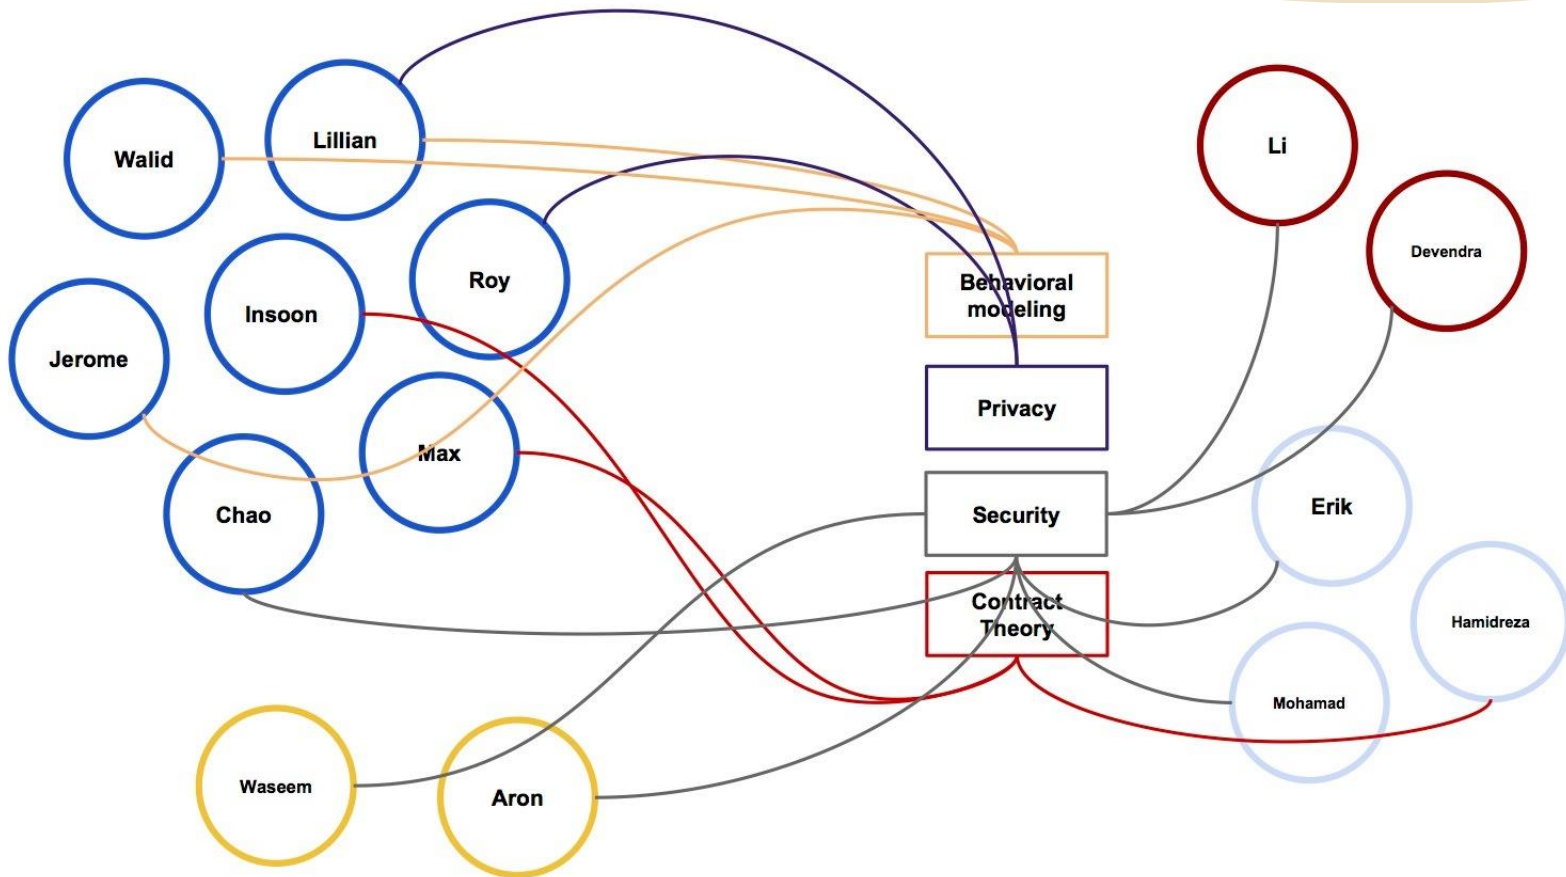 Walid
Lillian
Li
Devendra
Roy
Insoon
Jerome
Behavioral
modeling
Privacy
Max
Chao
Security
Erik
Contract
Theory
Hamidreza
Mohamad
Waseem
Aron